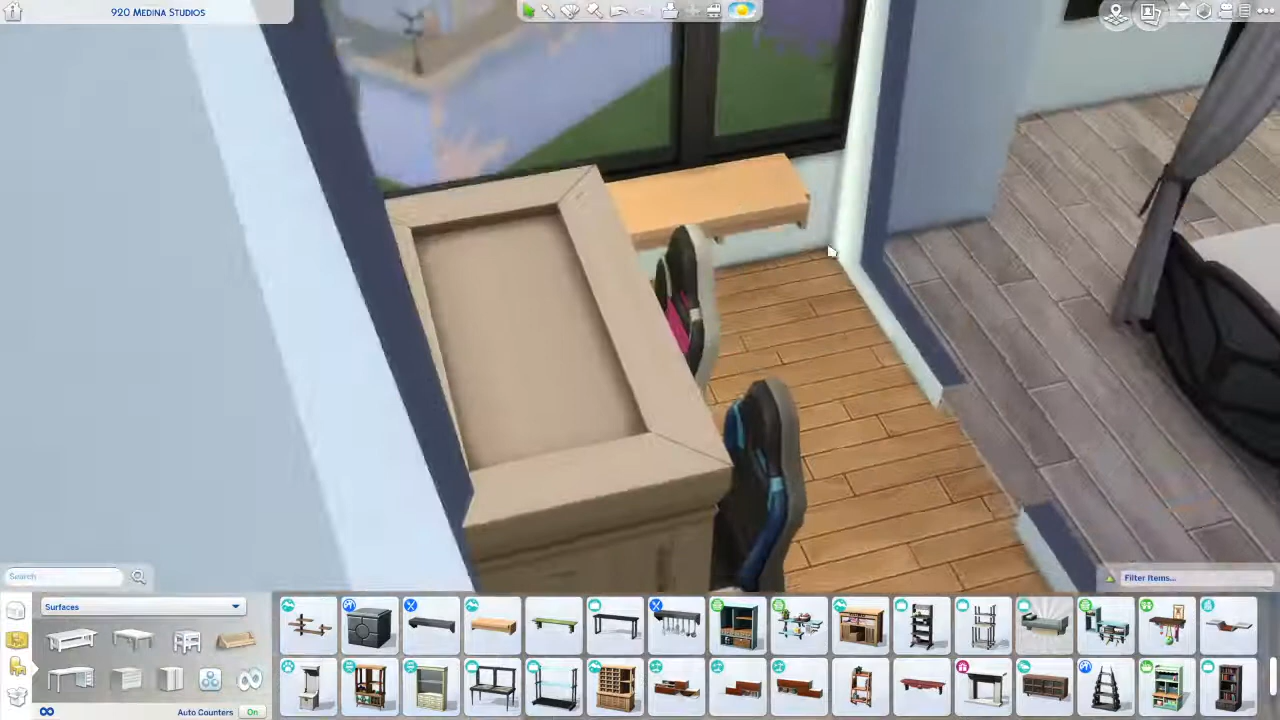 920 Medina Studios
Search...
Filter Items...
Surfaces
Auto Counters
On